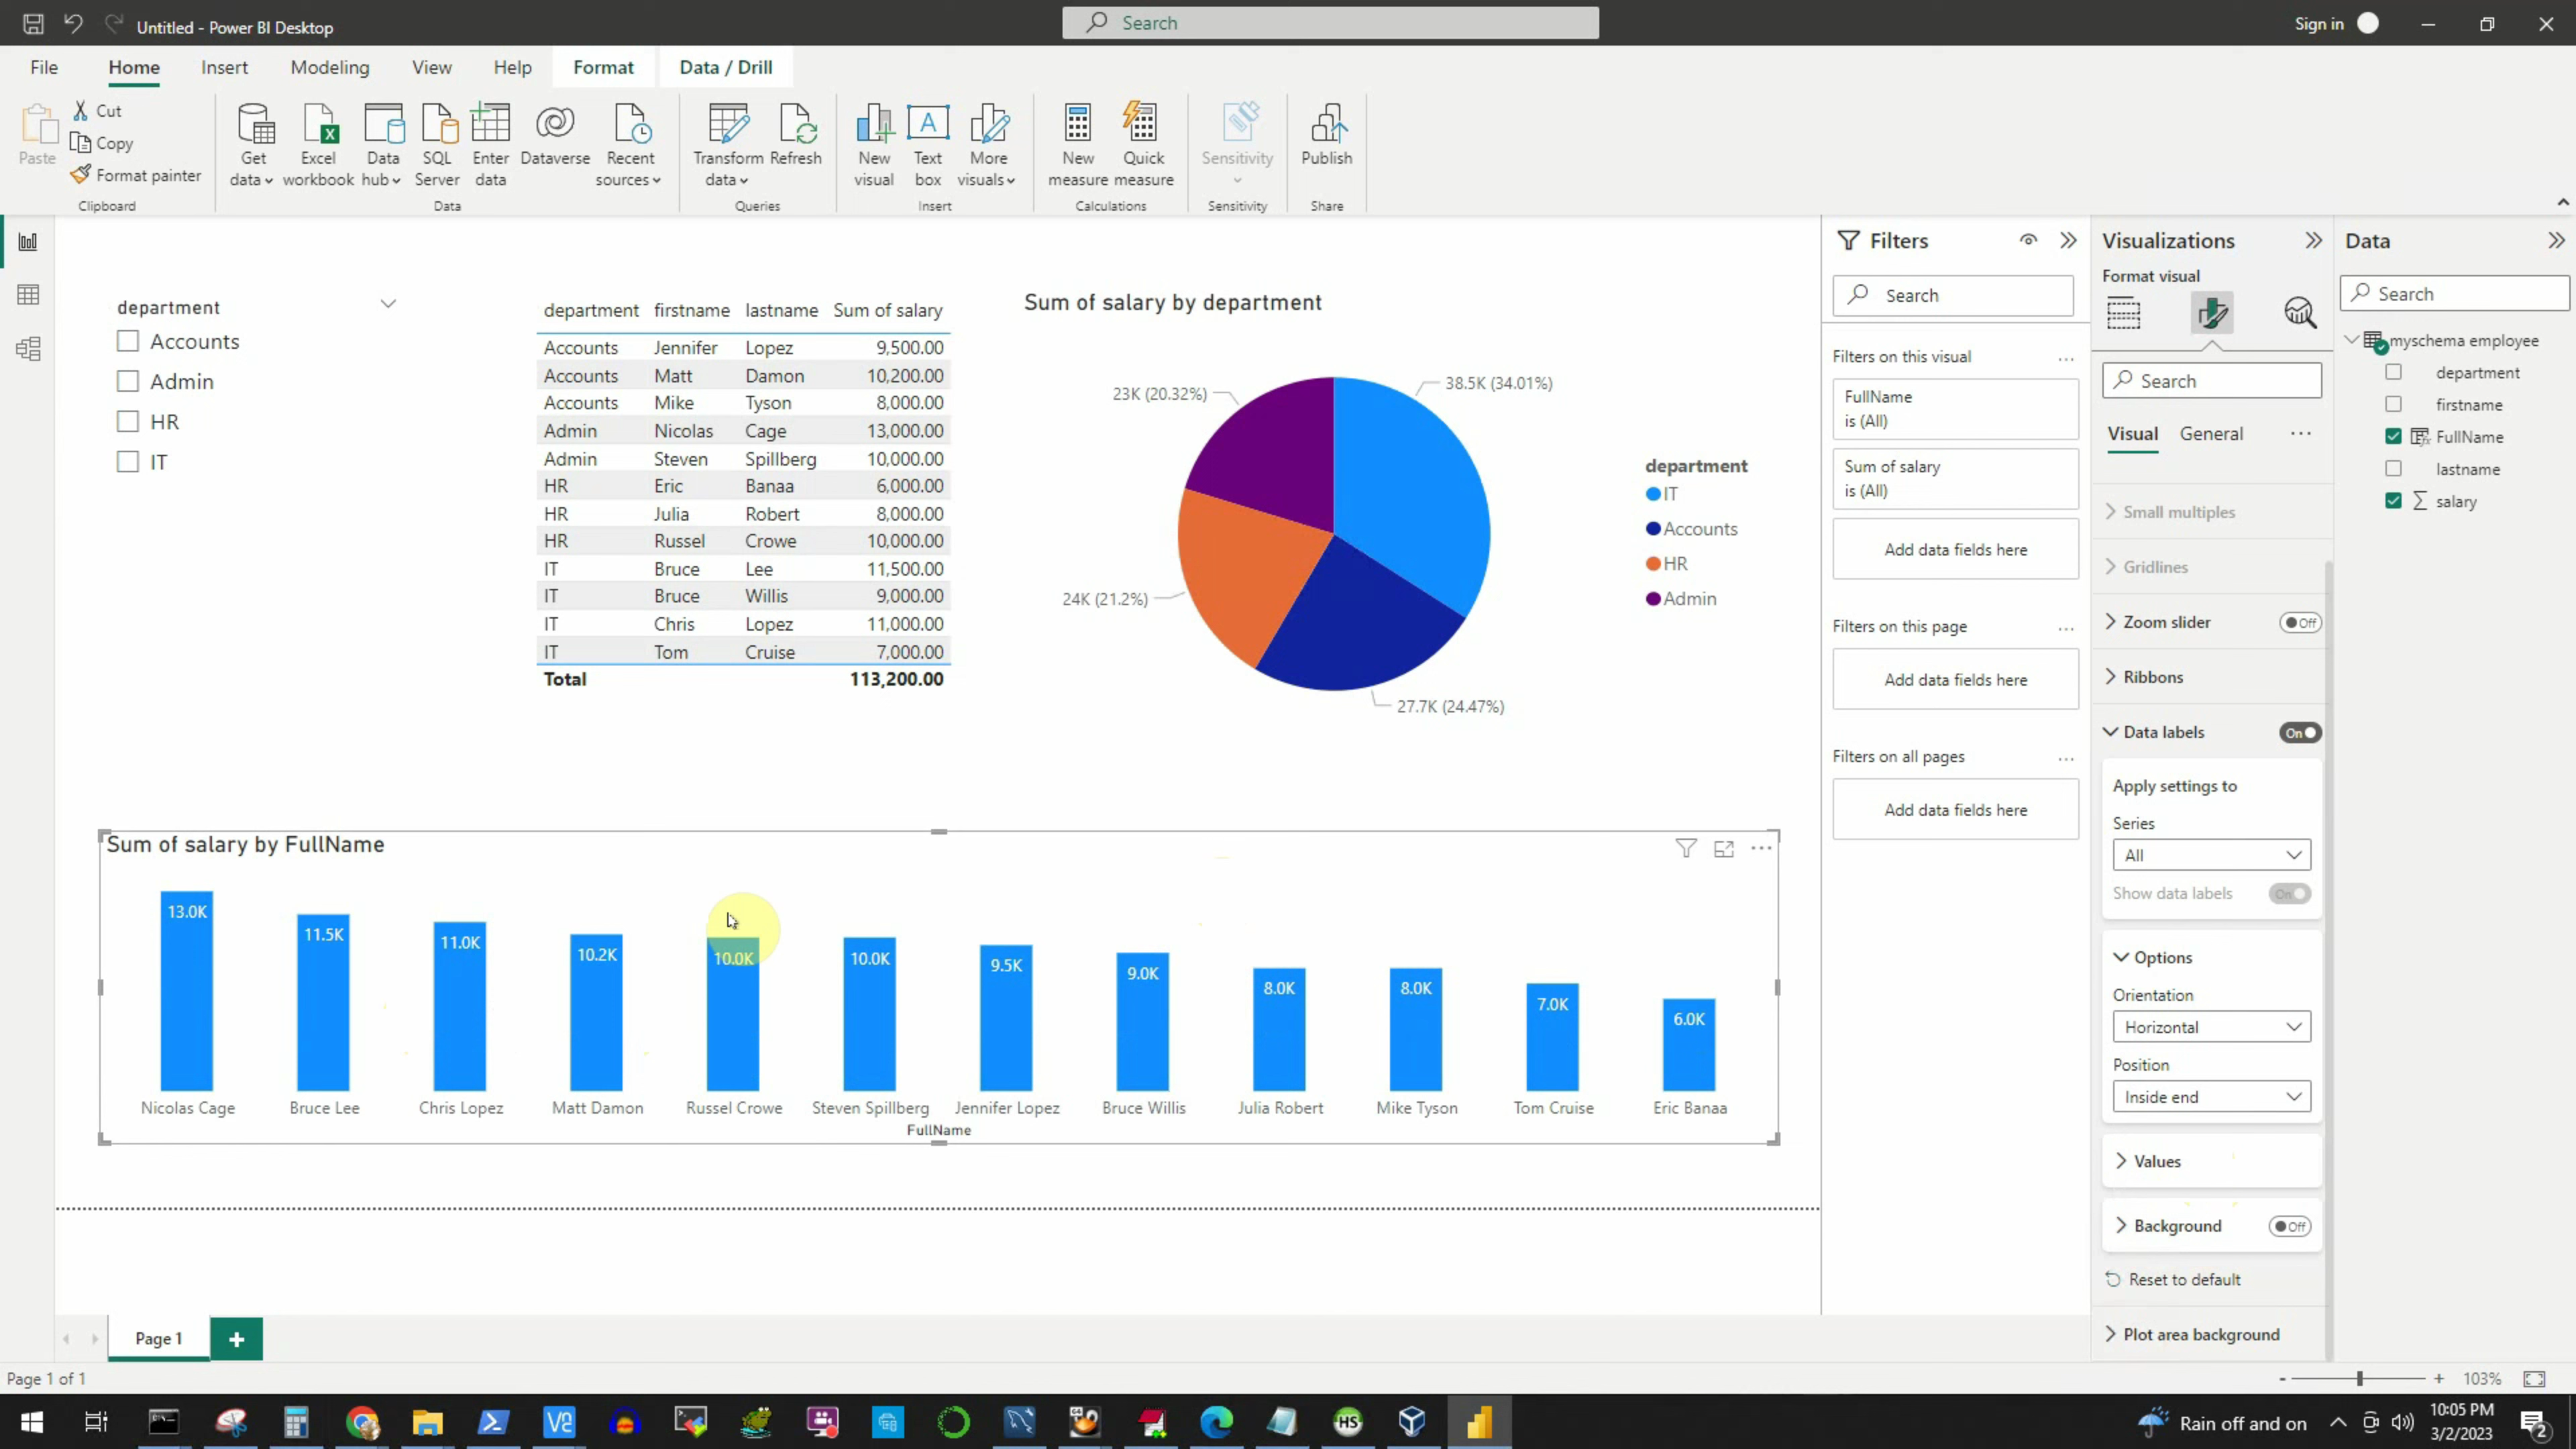 Untitled - Power BI Desktop
Search
Sign in
File Home Insert Modeling View Help Format Data / Drill
Paste
Cut
Copy
Format painter
Clipboard
Get data
Excel workbook
Data hub
SQL Server
Enter data
Dataverse
Recent sources
Data
Transform data
Refresh
Queries
New visual
Text box
More visuals
Insert
New measure
Quick measure
Calculations
Sensitivity
Sensitivity
Publish
Share
department
Accounts
Admin
HR
IT
department firstname lastname Sum of salary
Accounts Jennifer Lopez 9,500.00
Accounts Matt Damon 10,200.00
Accounts Mike Tyson 8,000.00
Admin Nicolas Cage 13,000.00
Admin Steven Spillberg 10,000.00
HR Eric Banaa 6,000.00
HR Julia Robert 8,000.00
HR Russel Crowe 10,000.00
IT Bruce Lee 11,500.00
IT Bruce Willis 9,000.00
IT Chris Lopez 11,000.00
IT Tom Cruise 7,000.00
Total 113,200.00
Sum of salary by department
23K (20.32%)
38.5K (34.01%)
24K (21.2%)
27.7K (24.47%)
department
IT
Accounts
HR
Admin
Sum of salary by FullName
13.0K 11.5K 11.0K 10.2K 10.0K 10.0K 9.5K 9.0K 8.0K 8.0K 7.0K 6.0K
Nicolas Cage Bruce Lee Chris Lopez Matt Damon Russel Crowe Steven Spillberg Jennifer Lopez Bruce Willis Julia Robert Mike Tyson Tom Cruise Eric Banaa
FullName
Filters
Search
Filters on this visual
FullName
is (All)
Sum of salary
is (All)
Add data fields here
Filters on this page
Add data fields here
Filters on all pages
Add data fields here
Visualizations
Format visual
Search
Visual General
Small multiples
Gridlines
Zoom slider Off
Ribbons
Data labels On
Apply settings to
Series
All
Show data labels On
Options
Orientation
Horizontal
Position
Inside end
Values
Background Off
Reset to default
Plot area background
Data
Search
myschema employee
department
firstname
FullName
lastname
salary
Page 1
Page 1 of 1
103%
Rain off and on
10:05 PM
3/2/2023
2